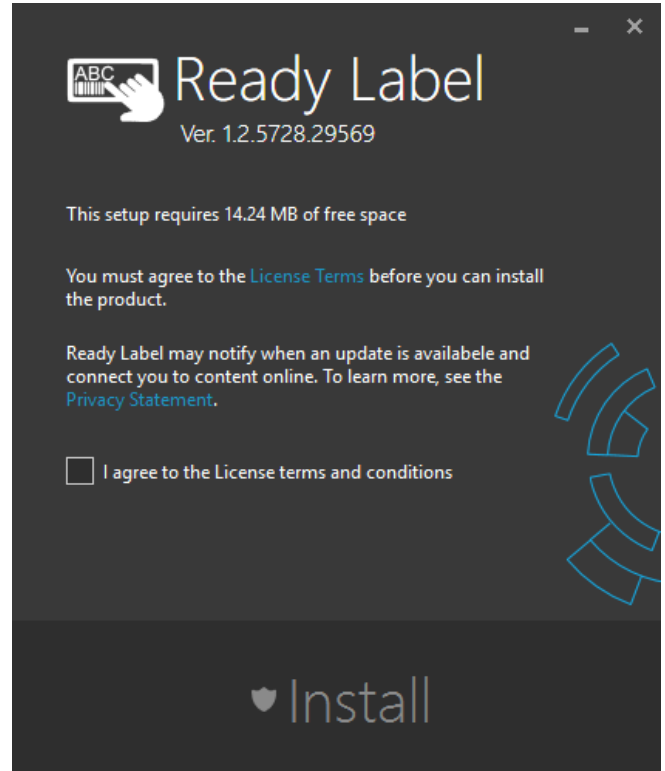 ABC
Ready Label
Ver. 1.2.5728.29569
This setup requires 14.24 MB of free space
You must agree to the License Terms before you can install
the product.
Ready Label may notify when an update is availabele and
connect you to content online. To learn more, see the
Privacy Statement.
I agree to the License terms and conditions
Install